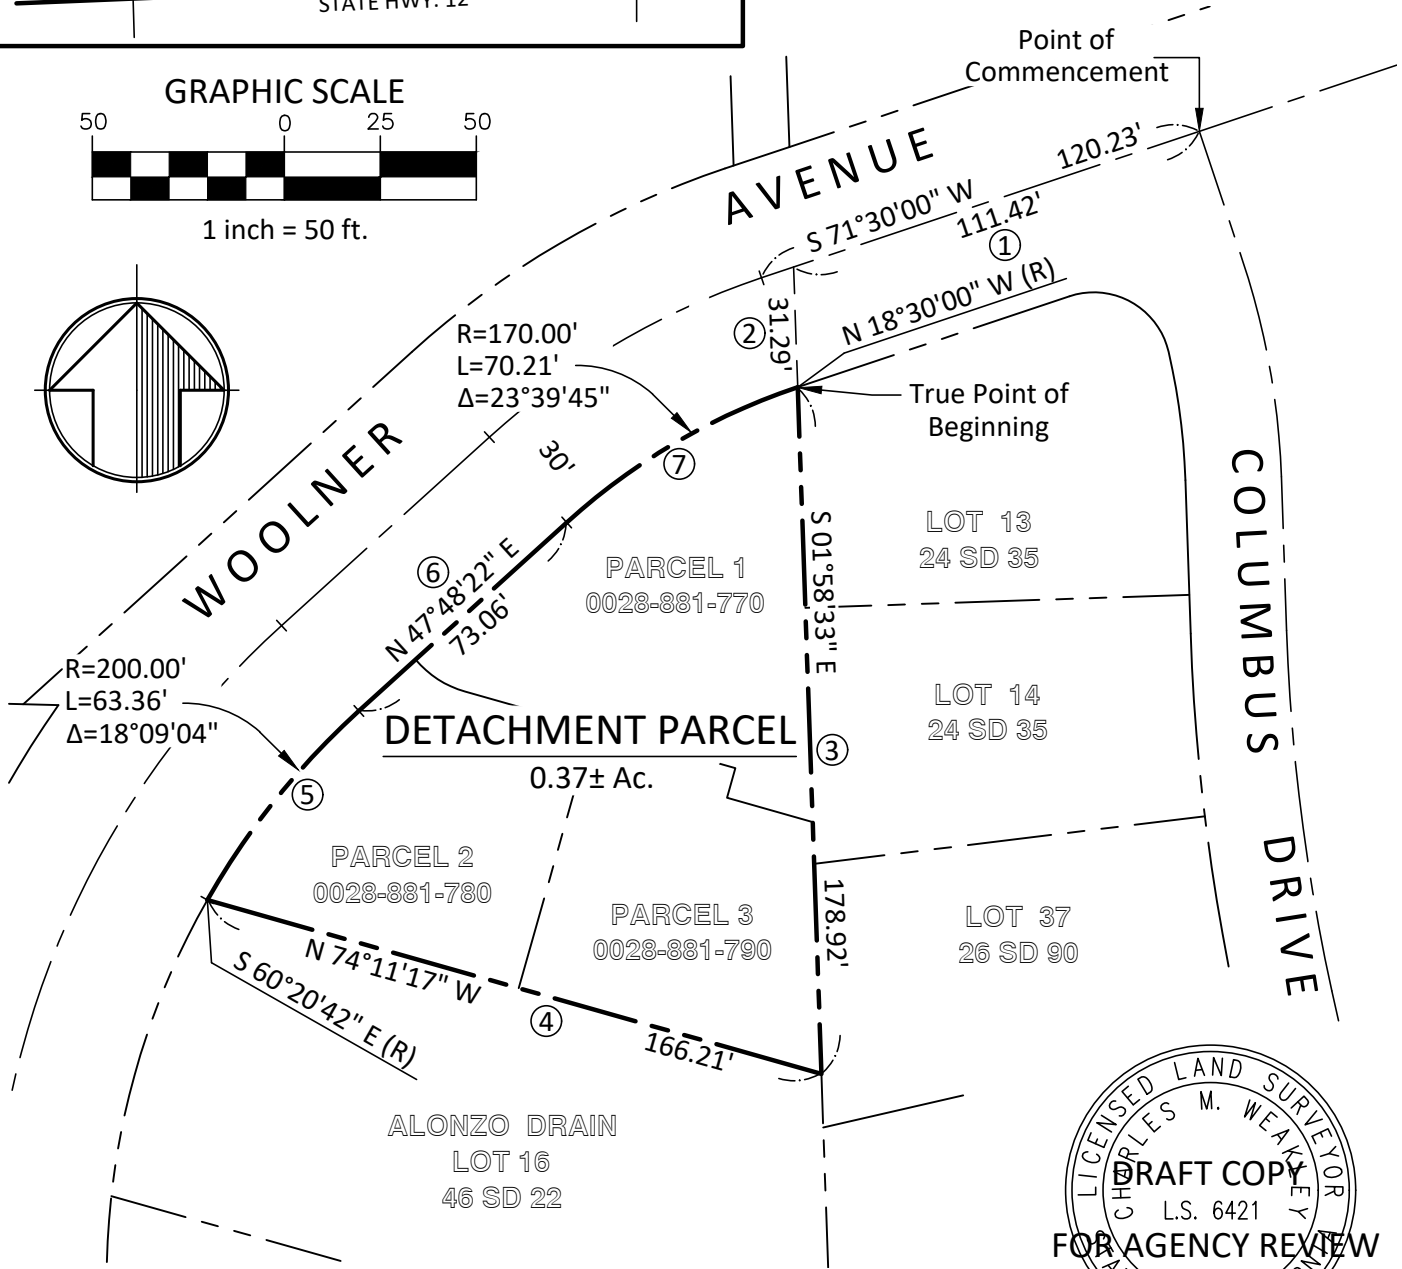 STATE HWY. 12
GRAPHIC SCALE
50 0 25 50
1 inch = 50 ft.
Point of
Commencement
AVENUE
120.23'
S 71°30'00" W
111.42'
1
N 18°30'00" W (R)
31.29'
2
R=170.00'
L=70.21'
Δ=23°39'45"
True Point of
Beginning
WOOLNER
30'
7
COLUMBUS DRIVE
LOT 13
24 SD 35
S 01°58'33" E
PARCEL 1
0028-881-770
6
N 47°48'22" E
73.06'
R=200.00'
L=63.36'
Δ=18°09'04"
LOT 14
24 SD 35
DETACHMENT PARCEL
0.37± Ac.
3
5
PARCEL 2
0028-881-780
178.92'
PARCEL 3
0028-881-790
LOT 37
26 SD 90
N 74°11'17" W
S 60°20'42" E (R)
4
166.21'
ALONZO DRAIN
LOT 16
46 SD 22
LICENSED LAND SURVEYOR
CHARLES M. WEAKLEY
DRAFT COPY
L.S. 6421
FOR AGENCY REVIEW